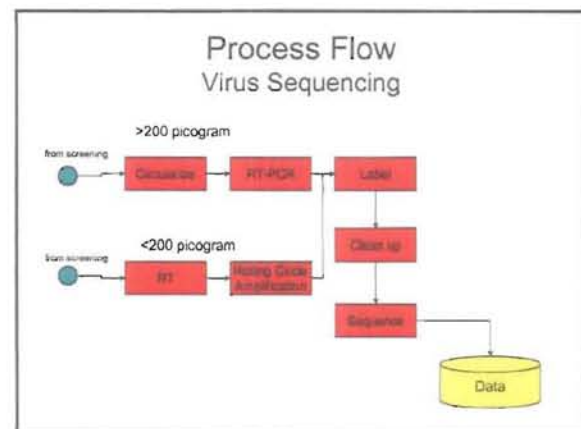 Process Flow
Virus Sequencing
>200 picogram
from screening
Circularize
RT-PCR
Label
Clean up
<200 picogram
from screening
RT
Rolling Circle
Amplification
Sequence
Data